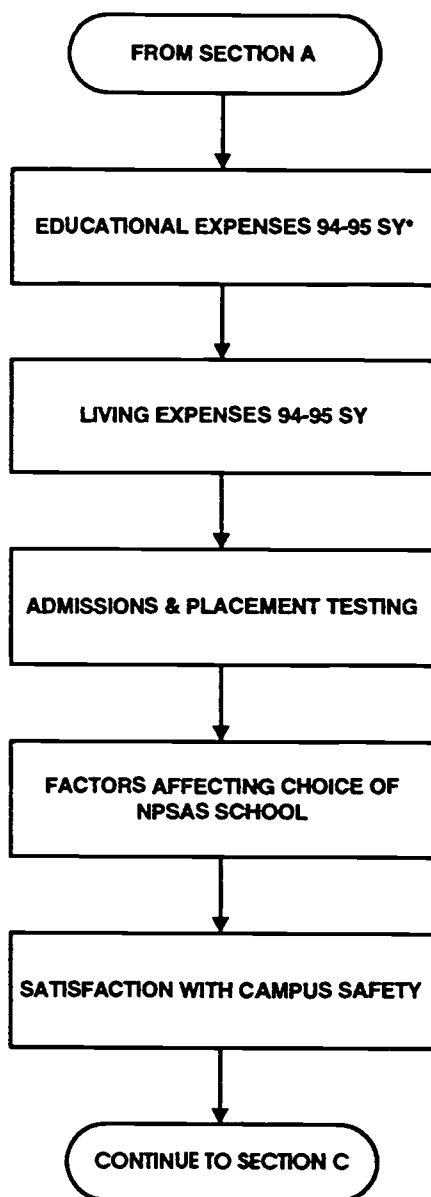 FROM SECTION A
EDUCATIONAL EXPENSES 94-95 SY*
LIVING EXPENSES 94-95 SY
ADMISSIONS & PLACEMENT TESTING
FACTORS AFFECTING CHOICE OF
NPSAS SCHOOL
SATISFACTION WITH CAMPUS SAFETY
CONTINUE TO SECTION C